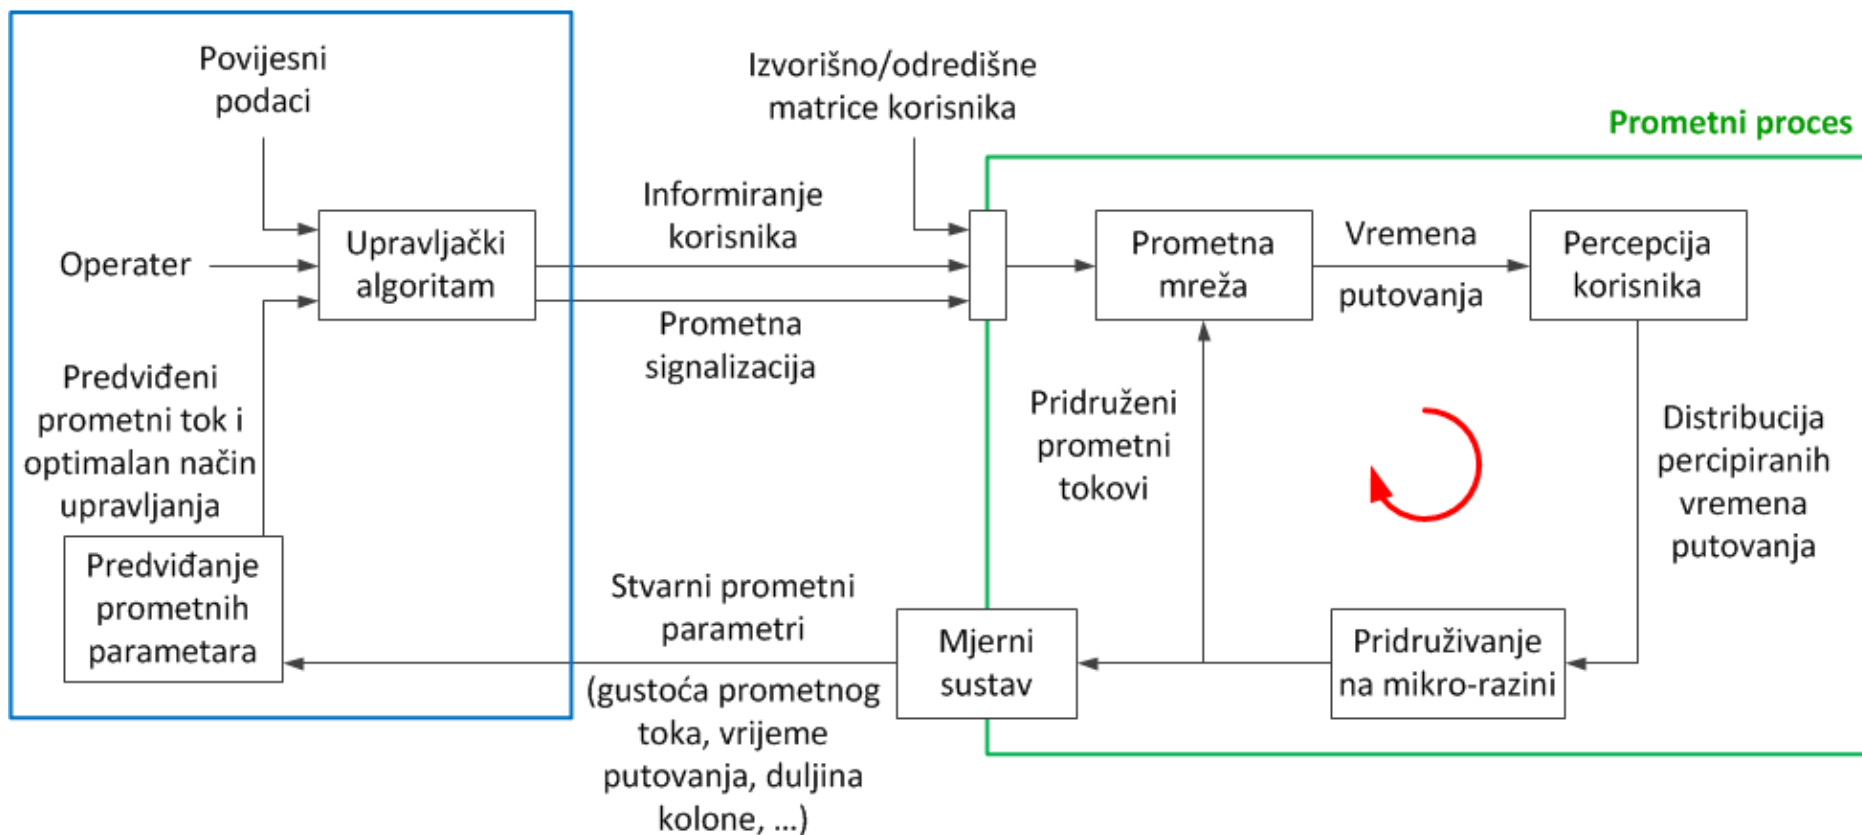 Povijesni
podaci
Izvorišno/odredišne
matrice korisnika
Prometni proces
Operater
Upravljački
algoritam
Informiranje
korisnika
Prometna
signalizacija
Prometna
mreža
Vremena
putovanja
Percepcija
korisnika
Predviđeni
prometni tok i
optimalan način
upravljanja
Pridruženi
prometni
tokovi
Distribucija
percipiranih
vremena
putovanja
Predviđanje
prometnih
parametara
Stvarni prometni
parametri
(gustoća prometnog
toka, vrijeme
putovanja, duljina
kolone, ...)
Mjerni
sustav
Pridruživanje
na mikro-razini